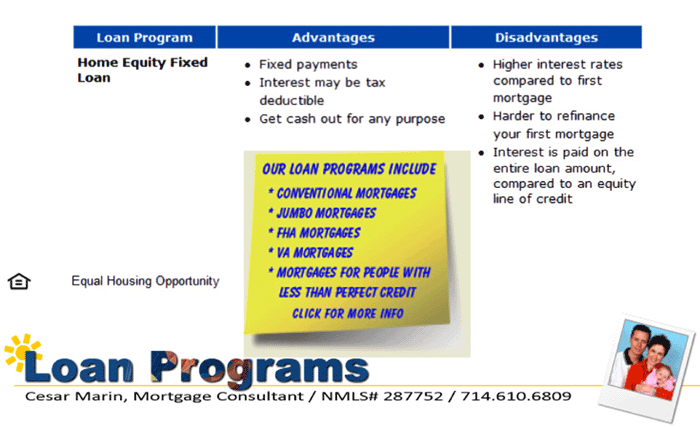 Loan Program Advantages Disadvantages
Home Equity Fixed
Loan
• Fixed payments
• Interest may be tax
deductible
• Get cash out for any purpose
• Higher interest rates
compared to first
mortgage
• Harder to refinance
your first mortgage
• Interest is paid on the
entire loan amount,
compared to an equity
line of credit
OUR LOAN PROGRAMS INCLUDE
* CONVENTIONAL MORTGAGES
* JUMBO MORTGAGES
* FHA MORTGAGES
* VA MORTGAGES
* MORTGAGES FOR PEOPLE WITH
LESS THAN PERFECT CREDIT
CLICK FOR MORE INFO
Equal Housing Opportunity
Loan Programs
Cesar Marin, Mortgage Consultant / NMLS# 287752 / 714.610.6809